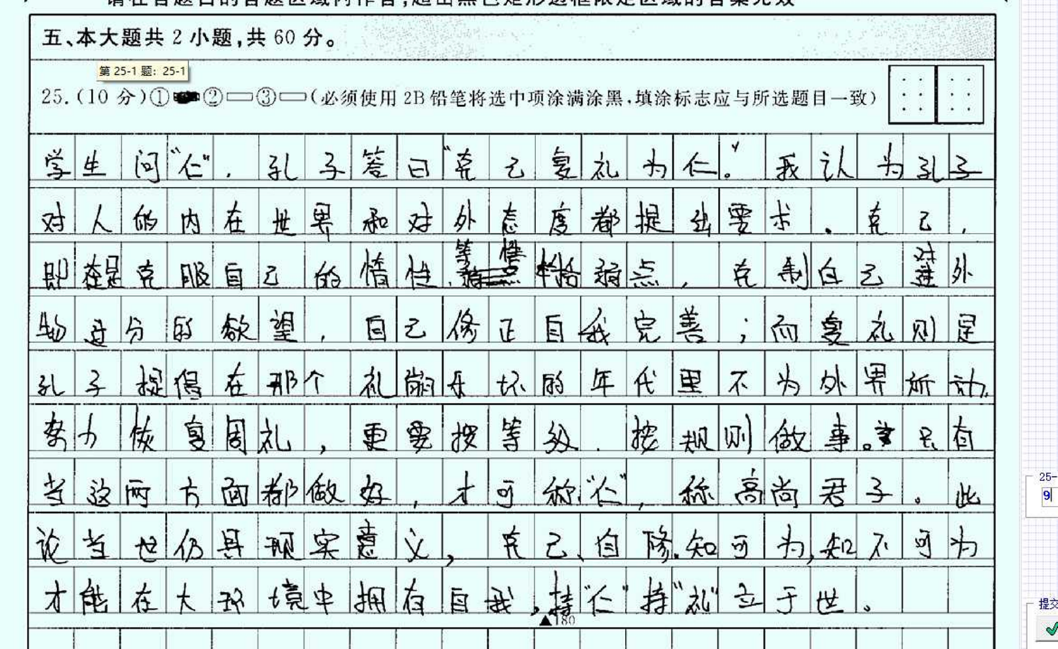 五、本大题共 2 小题,共 60 分。
第 25-1 题: 25-1
25.(10 分)① ② ③ (必须使用 2B 铅笔将选中项涂满涂黑,填涂标志应与所选题目一致)
学生问“仁”,孔子答曰“克己复礼为仁。”我认为孔子
对人的内在世界和对外态度都提出要求。克己,
即是克服自己的惰性、弱点,克制自己对外
物过分的欲望,自己修正自我完善;而复礼则是
孔子提倡在那个礼崩乐坏的年代里不为外界所动,
努力恢复周礼,更要按等级、按规则做事。只有
当这两方面都做好,才可称“仁”,称高尚君子。此
论当世仍具现实意义,克己、自修,知可为,知不可为
才能在大环境中拥有自我,持“仁”持“礼”立于世。
▲180
25-
9
提交